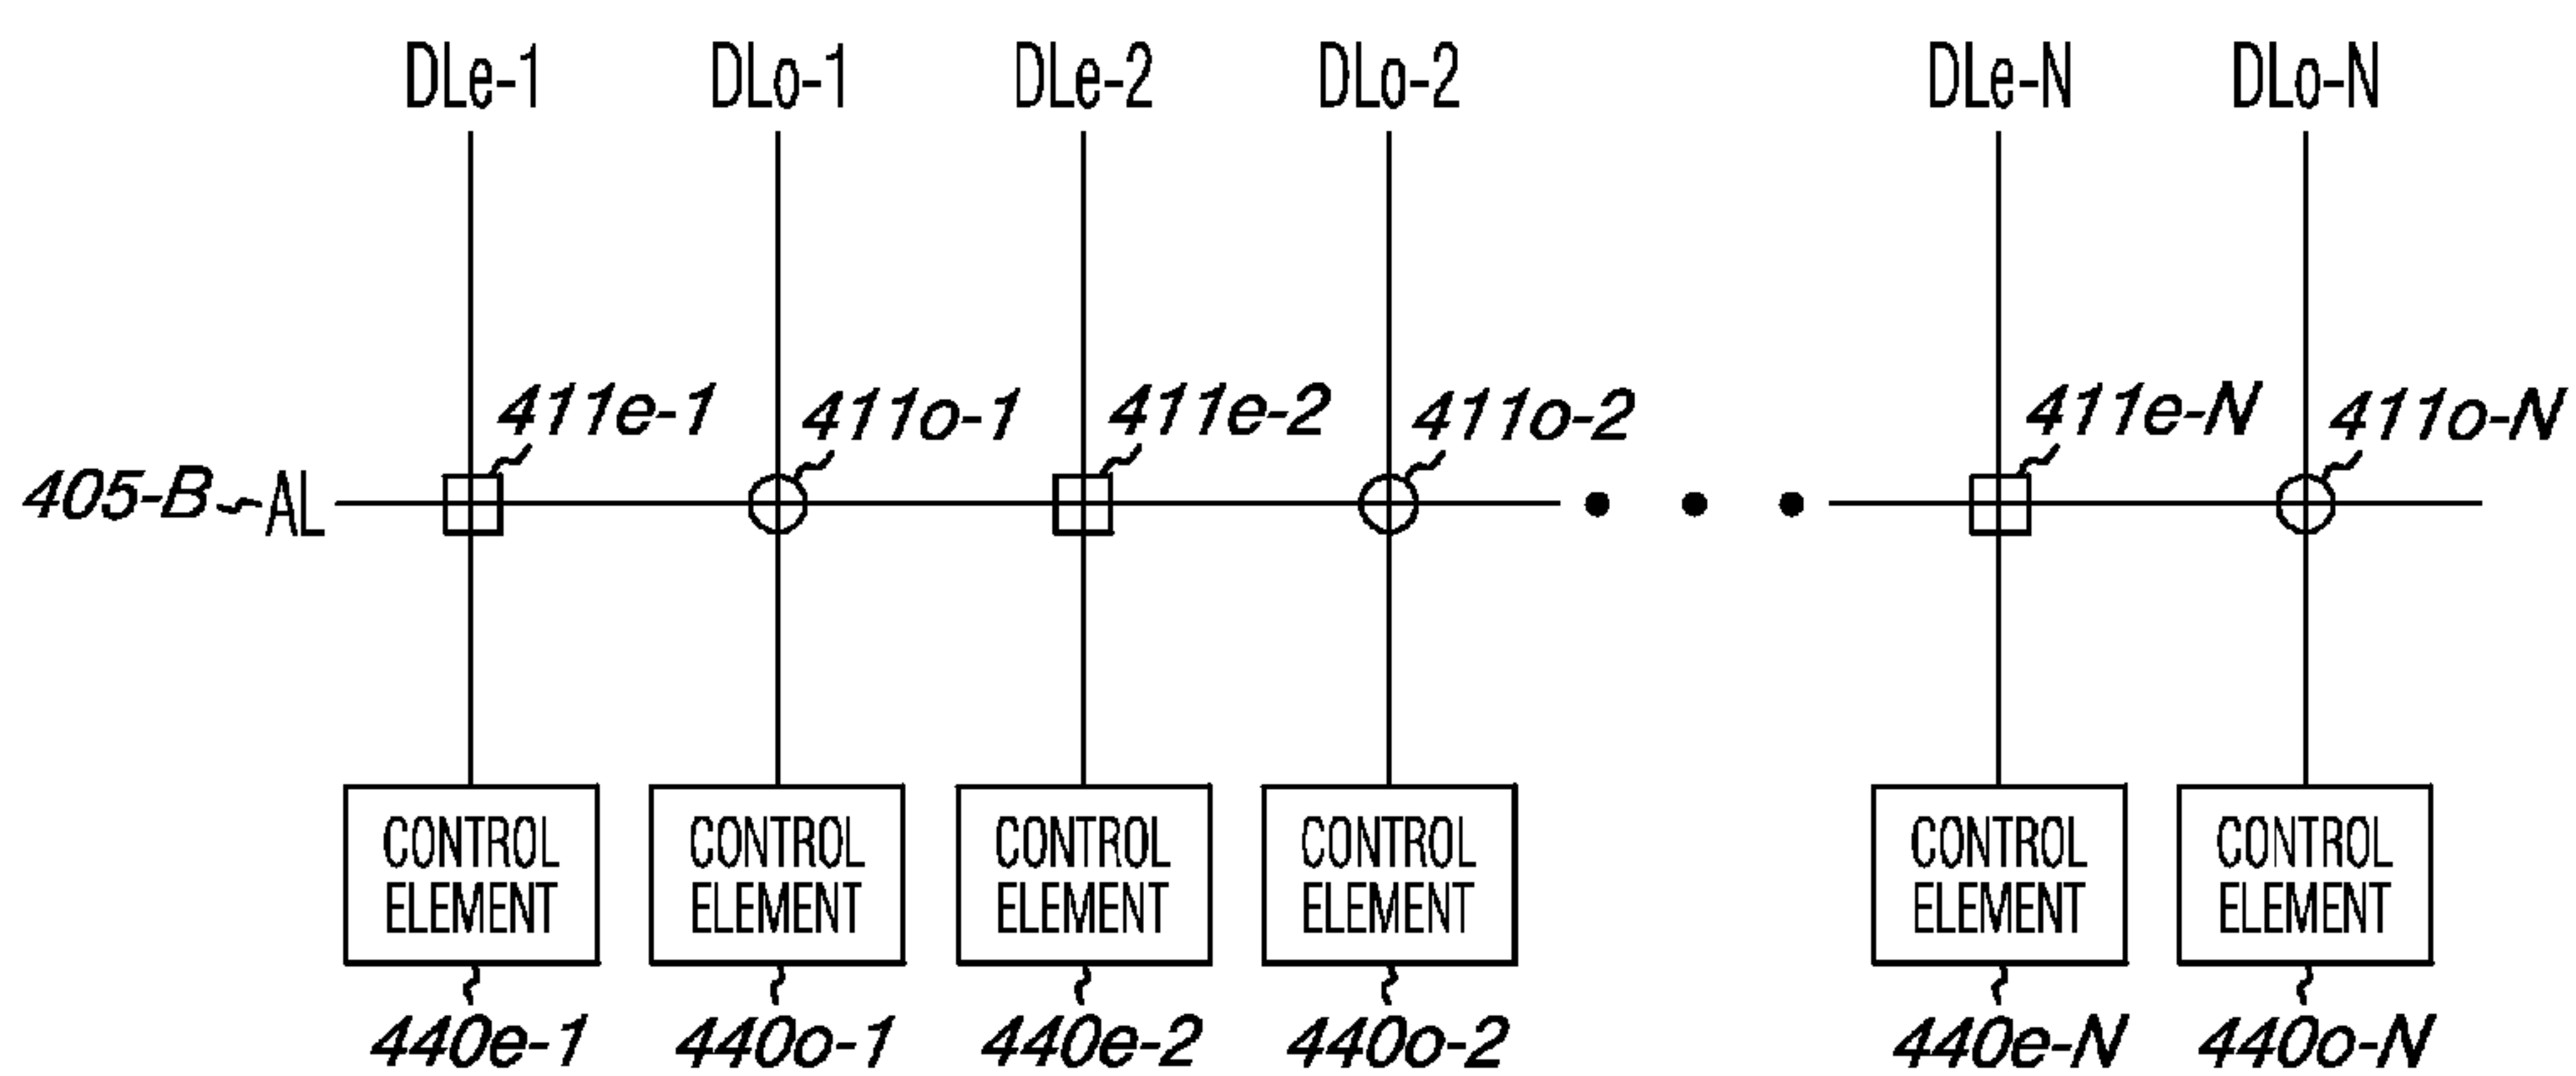 DLe-1 DLo-1 DLe-2 DLo-2 DLe-N DLo-N
411e-1 411o-1 411e-2 411o-2 411e-N 411o-N
405-B AL
CONTROL CONTROL CONTROL CONTROL CONTROL CONTROL
ELEMENT ELEMENT ELEMENT ELEMENT ELEMENT ELEMENT
440e-1 440o-1 440e-2 440o-2 440e-N 440o-N